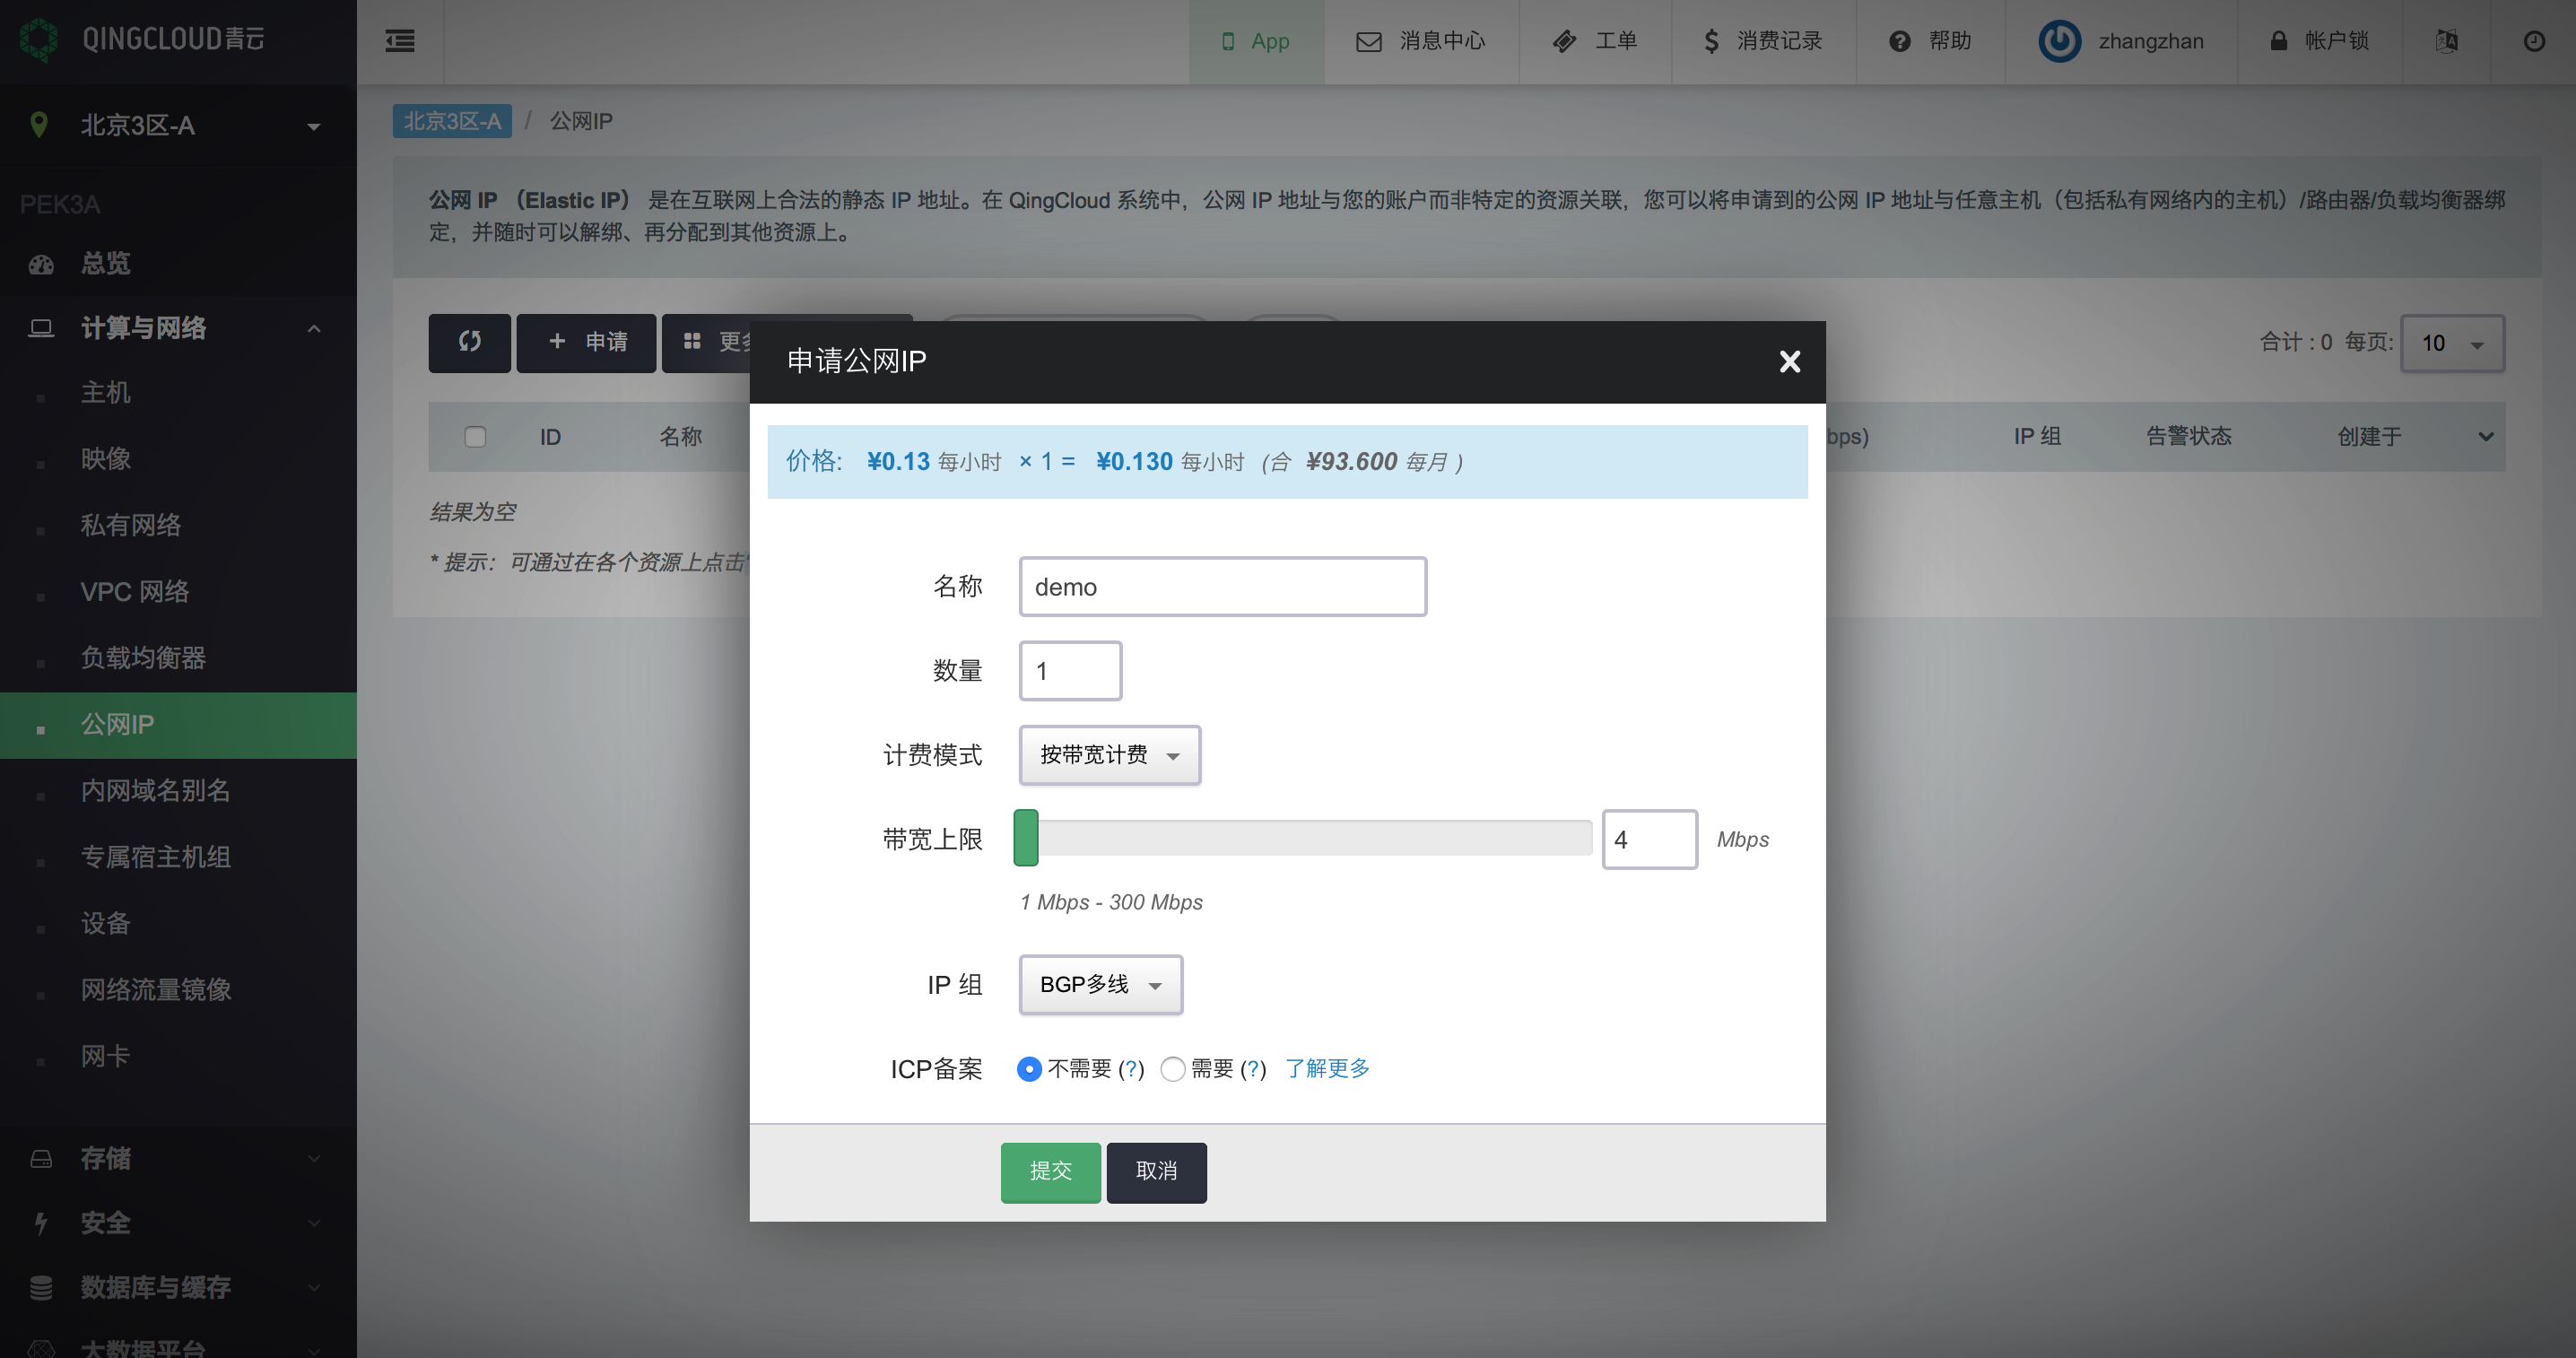 QINGCLOUD青云
App
消息中心
工单
消费记录
帮助
zhangzhan
帐户锁
北京3区-A
PEK3A
总览
计算与网络
主机
映像
私有网络
VPC 网络
负载均衡器
公网IP
内网域名别名
专属宿主机组
设备
网络流量镜像
网卡
存储
安全
数据库与缓存
大数据平台
北京3区-A / 公网IP
公网 IP （Elastic IP） 是在互联网上合法的静态 IP 地址。在 QingCloud 系统中，公网 IP 地址与您的账户而非特定的资源关联，您可以将申请到的公网 IP 地址与任意主机（包括私有网络内的主机）/路由器/负载均衡器绑
定，并随时可以解绑、再分配到其他资源上。
+ 申请
更多
合计 : 0 每页: 10
ID 名称 bps) IP 组 告警状态 创建于
结果为空
* 提示：可通过在各个资源上点击
申请公网IP
价格: ¥0.13 每小时 × 1 = ¥0.130 每小时 (合 ¥93.600 每月 )
名称 demo
数量 1
计费模式 按带宽计费
带宽上限 4 Mbps
1 Mbps - 300 Mbps
IP 组 BGP多线
ICP备案 不需要 (?) 需要 (?) 了解更多
提交 取消